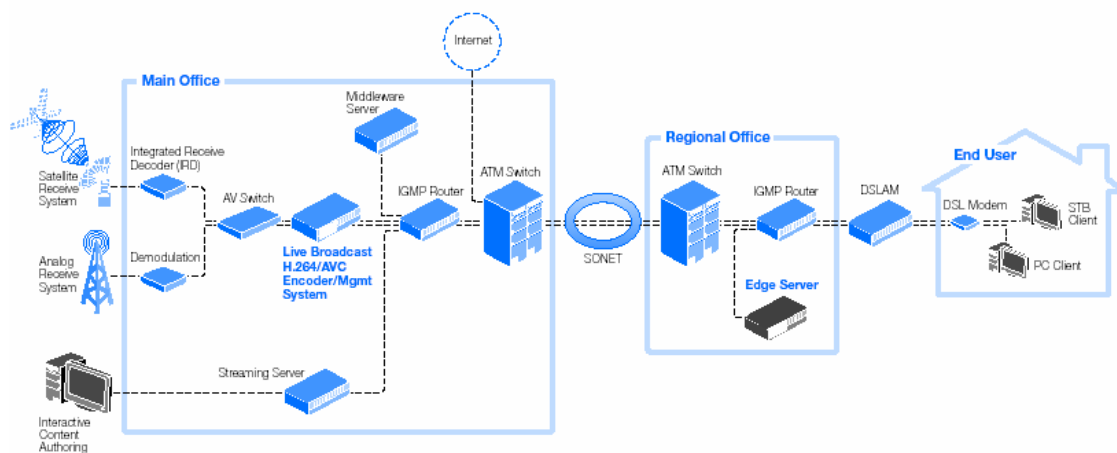 Internet
Main Office
Middleware
Server
Integrated Receive
Decoder (IRD)
Satellite
Receive
System
AV Switch
IGMP Router
ATM Switch
Live Broadcast
H.264/AVC
Encoder/Mgmt
System
Analog
Receive
System
Demodulation
Streaming Server
Interactive
Content
Authoring
SONET
Regional Office
ATM Switch
IGMP Router
Edge Server
DSLAM
End User
DSL Modem
STB
Client
PC Client